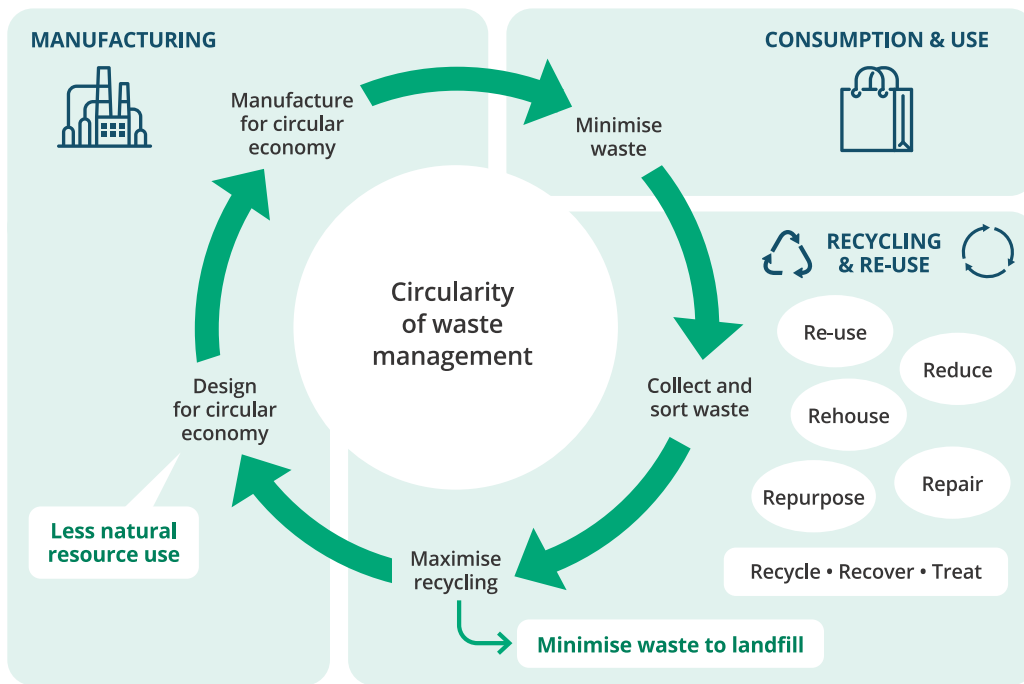 MANUFACTURING
CONSUMPTION & USE
Manufacture
for circular
economy
Minimise
waste
RECYCLING
& RE-USE
Circularity
of waste
management
Re-use
Reduce
Rehouse
Repurpose
Repair
Design
for circular
economy
Collect and
sort waste
Less natural
resource use
Maximise
recycling
Recycle • Recover • Treat
Minimise waste to landfill